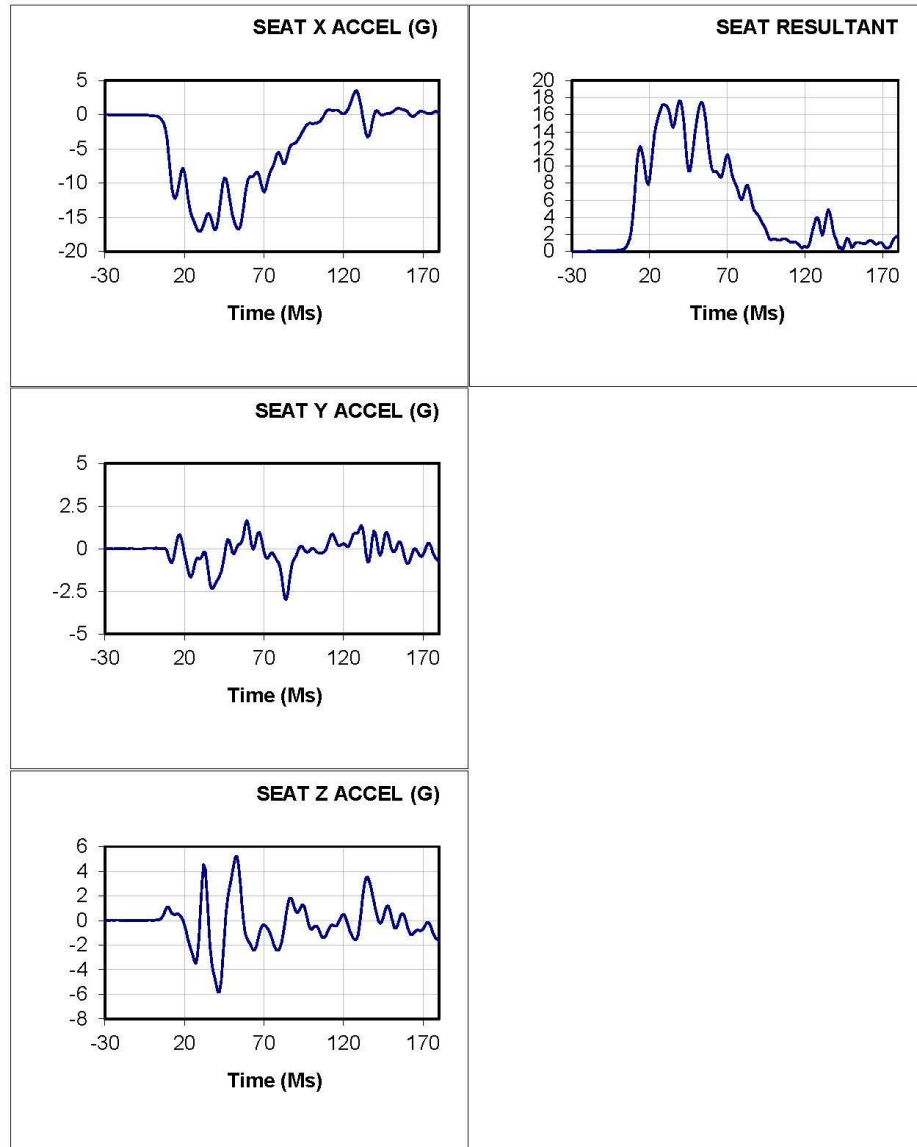 SEAT X ACCEL (G)
5
0
-5
-10
-15
-20
-30 20 70 120 170
Time (Ms)
SEAT RESULTANT
20
18
16
14
12
10
8
6
4
2
0
-30 20 70 120 170
Time (Ms)
SEAT Y ACCEL (G)
5
2.5
0
-2.5
-5
-30 20 70 120 170
Time (Ms)
SEAT Z ACCEL (G)
6
4
2
0
-2
-4
-6
-8
-30 20 70 120 170
Time (Ms)